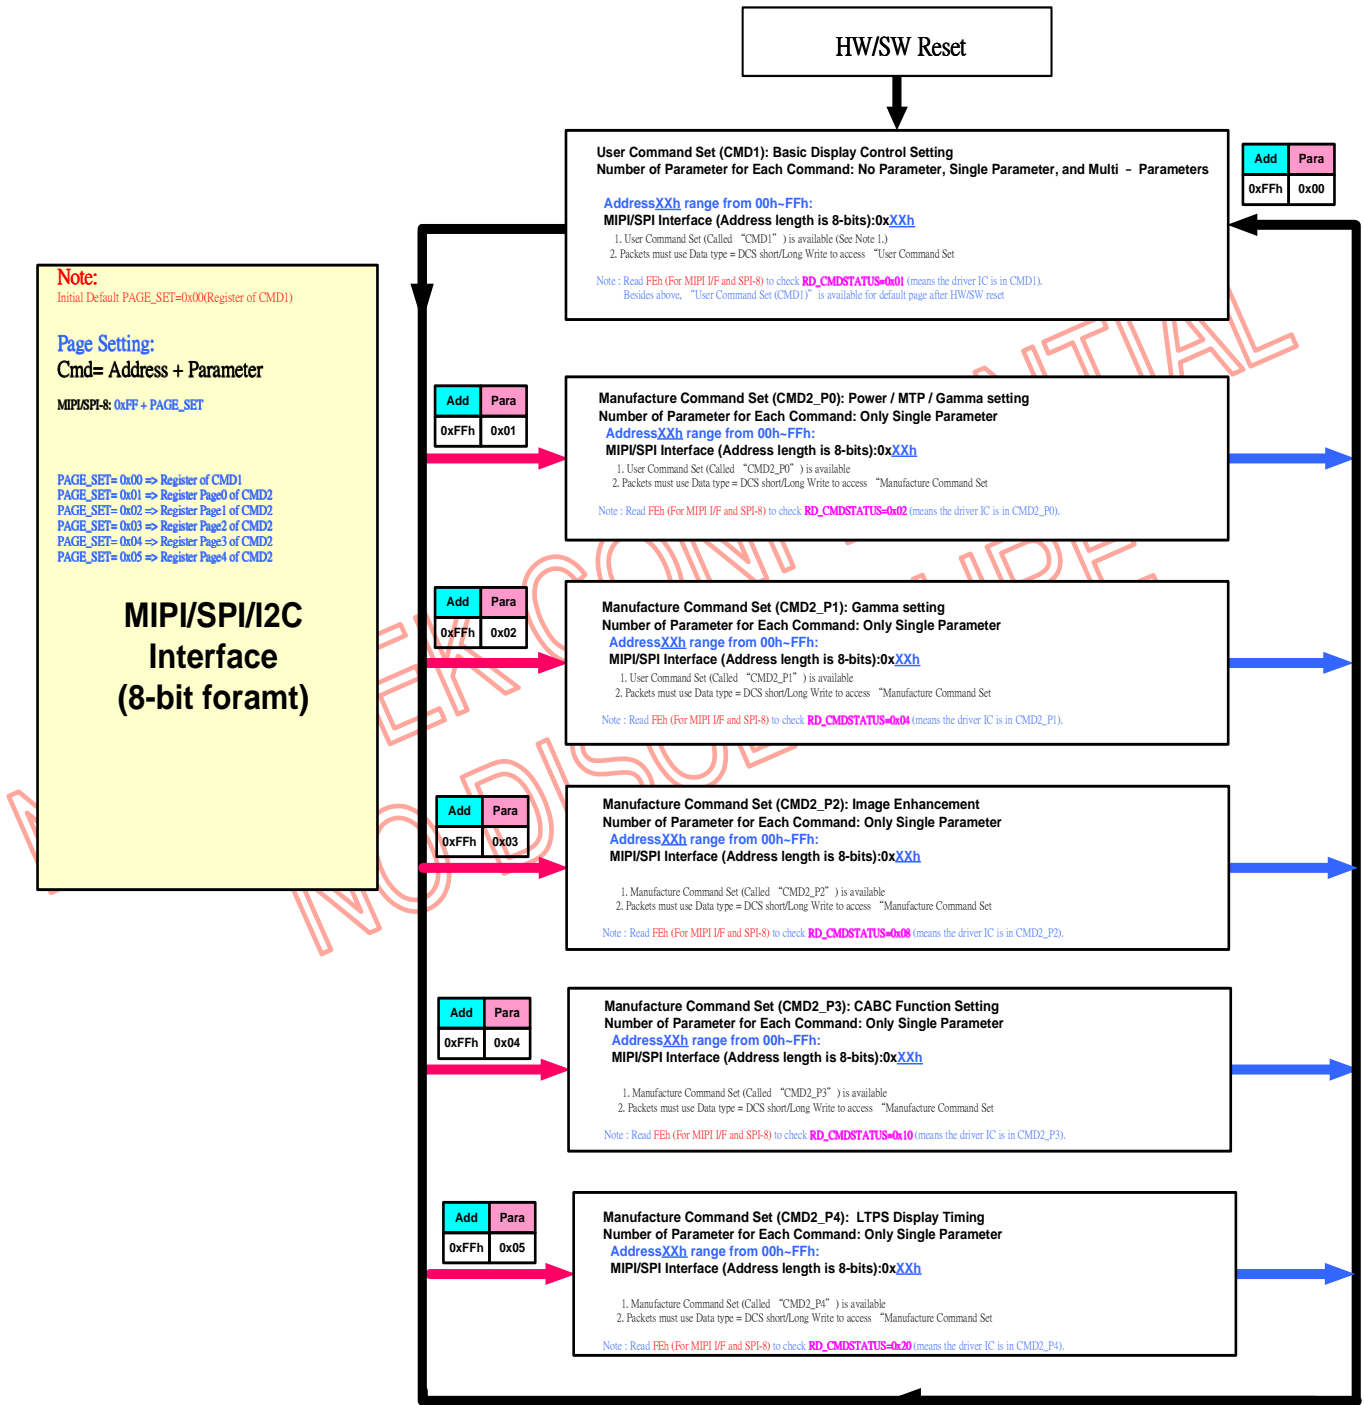 HW/SW Reset
User Command Set (CMD1): Basic Display Control Setting
Number of Parameter for Each Command: No Parameter, Single Parameter, and Multi – Parameters
AddressXXh range from 00h~FFh:
MIPI/SPI Interface (Address length is 8-bits):0xXXh
1. User Command Set (Called “CMD1” ) is available (See Note 1.)
2. Packets must use Data type = DCS short/Long Write to access “User Command Set
Note : Read FEh (For MIPI I/F and SPI-8) to check RD_CMDSTATUS=0x01 (means the driver IC is in CMD1).
Besides above, “User Command Set (CMD1)” is available for default page after HW/SW reset
Add Para
0xFFh 0x00
Note:
Initial Default PAGE_SET=0x00(Register of CMD1)
Page Setting:
Cmd= Address + Parameter
MIPI/SPI-8: 0xFF + PAGE_SET
PAGE_SET= 0x00 => Register of CMD1
PAGE_SET= 0x01 => Register Page0 of CMD2
PAGE_SET= 0x02 => Register Page1 of CMD2
PAGE_SET= 0x03 => Register Page2 of CMD2
PAGE_SET= 0x04 => Register Page3 of CMD2
PAGE_SET= 0x05 => Register Page4 of CMD2
MIPI/SPI/I2C
Interface
(8-bit foramt)
Add Para
0xFFh 0x01
Manufacture Command Set (CMD2_P0): Power / MTP / Gamma setting
Number of Parameter for Each Command: Only Single Parameter
AddressXXh range from 00h~FFh:
MIPI/SPI Interface (Address length is 8-bits):0xXXh
1. User Command Set (Called “CMD2_P0” ) is available
2. Packets must use Data type = DCS short/Long Write to access “Manufacture Command Set
Note : Read FEh (For MIPI I/F and SPI-8) to check RD_CMDSTATUS=0x02 (means the driver IC is in CMD2_P0).
Add Para
0xFFh 0x02
Manufacture Command Set (CMD2_P1): Gamma setting
Number of Parameter for Each Command: Only Single Parameter
AddressXXh range from 00h~FFh:
MIPI/SPI Interface (Address length is 8-bits):0xXXh
1. User Command Set (Called “CMD2_P1” ) is available
2. Packets must use Data type = DCS short/Long Write to access “Manufacture Command Set
Note : Read FEh (For MIPI I/F and SPI-8) to check RD_CMDSTATUS=0x04 (means the driver IC is in CMD2_P1).
Add Para
0xFFh 0x03
Manufacture Command Set (CMD2_P2): Image Enhancement
Number of Parameter for Each Command: Only Single Parameter
AddressXXh range from 00h~FFh:
MIPI/SPI Interface (Address length is 8-bits):0xXXh
1. Manufacture Command Set (Called “CMD2_P2” ) is available
2. Packets must use Data type = DCS short/Long Write to access “Manufacture Command Set
Note : Read FEh (For MIPI I/F and SPI-8) to check RD_CMDSTATUS=0x08 (means the driver IC is in CMD2_P2).
Add Para
0xFFh 0x04
Manufacture Command Set (CMD2_P3): CABC Function Setting
Number of Parameter for Each Command: Only Single Parameter
AddressXXh range from 00h~FFh:
MIPI/SPI Interface (Address length is 8-bits):0xXXh
1. Manufacture Command Set (Called “CMD2_P3” ) is available
2. Packets must use Data type = DCS short/Long Write to access “Manufacture Command Set
Note : Read FEh (For MIPI I/F and SPI-8) to check RD_CMDSTATUS=0x10 (means the driver IC is in CMD2_P3).
Add Para
0xFFh 0x05
Manufacture Command Set (CMD2_P4): LTPS Display Timing
Number of Parameter for Each Command: Only Single Parameter
AddressXXh range from 00h~FFh:
MIPI/SPI Interface (Address length is 8-bits):0xXXh
1. Manufacture Command Set (Called “CMD2_P4” ) is available
2. Packets must use Data type = DCS short/Long Write to access “Manufacture Command Set
Note : Read FEh (For MIPI I/F and SPI-8) to check RD_CMDSTATUS=0x20 (means the driver IC is in CMD2_P4).
NO